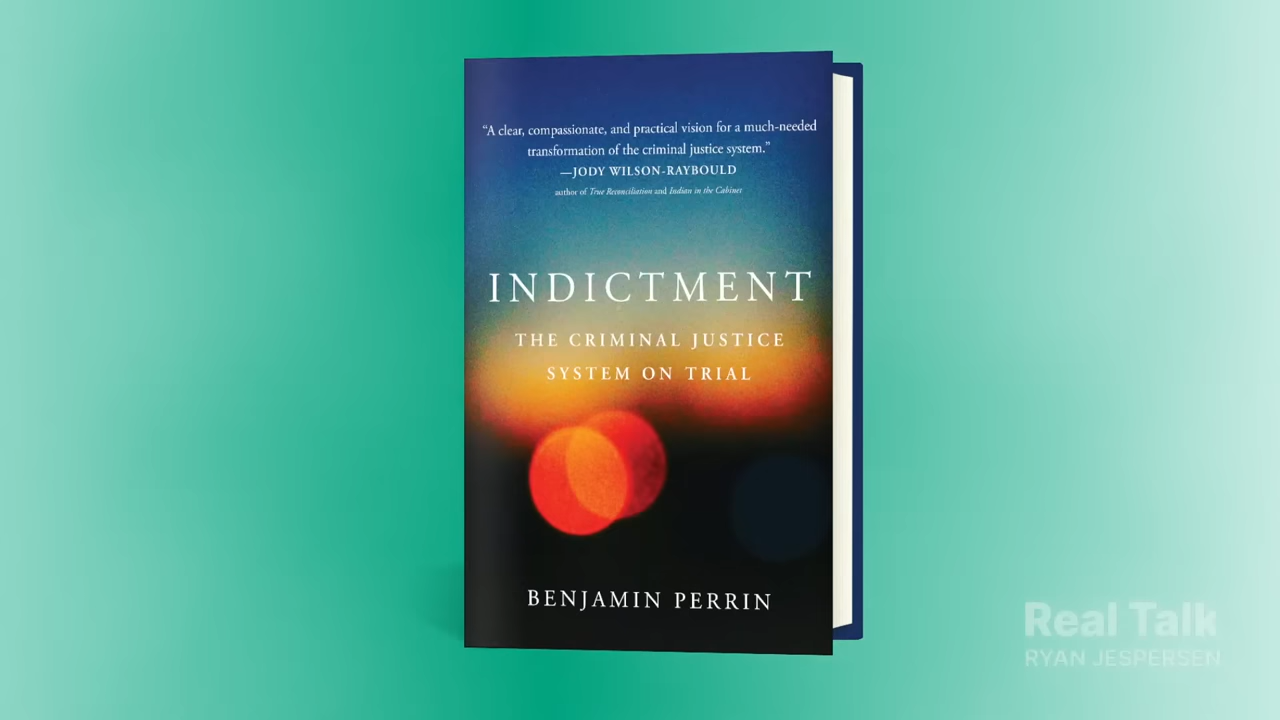 “A clear, compassionate, and practical vision for a much-needed
transformation of the criminal justice system.”
—JODY WILSON-RAYBOULD
author of True Reconciliation and Indian in the Cabinet
INDICTMENT
THE CRIMINAL JUSTICE
SYSTEM ON TRIAL
BENJAMIN PERRIN
Real Talk
RYAN JESPERSEN